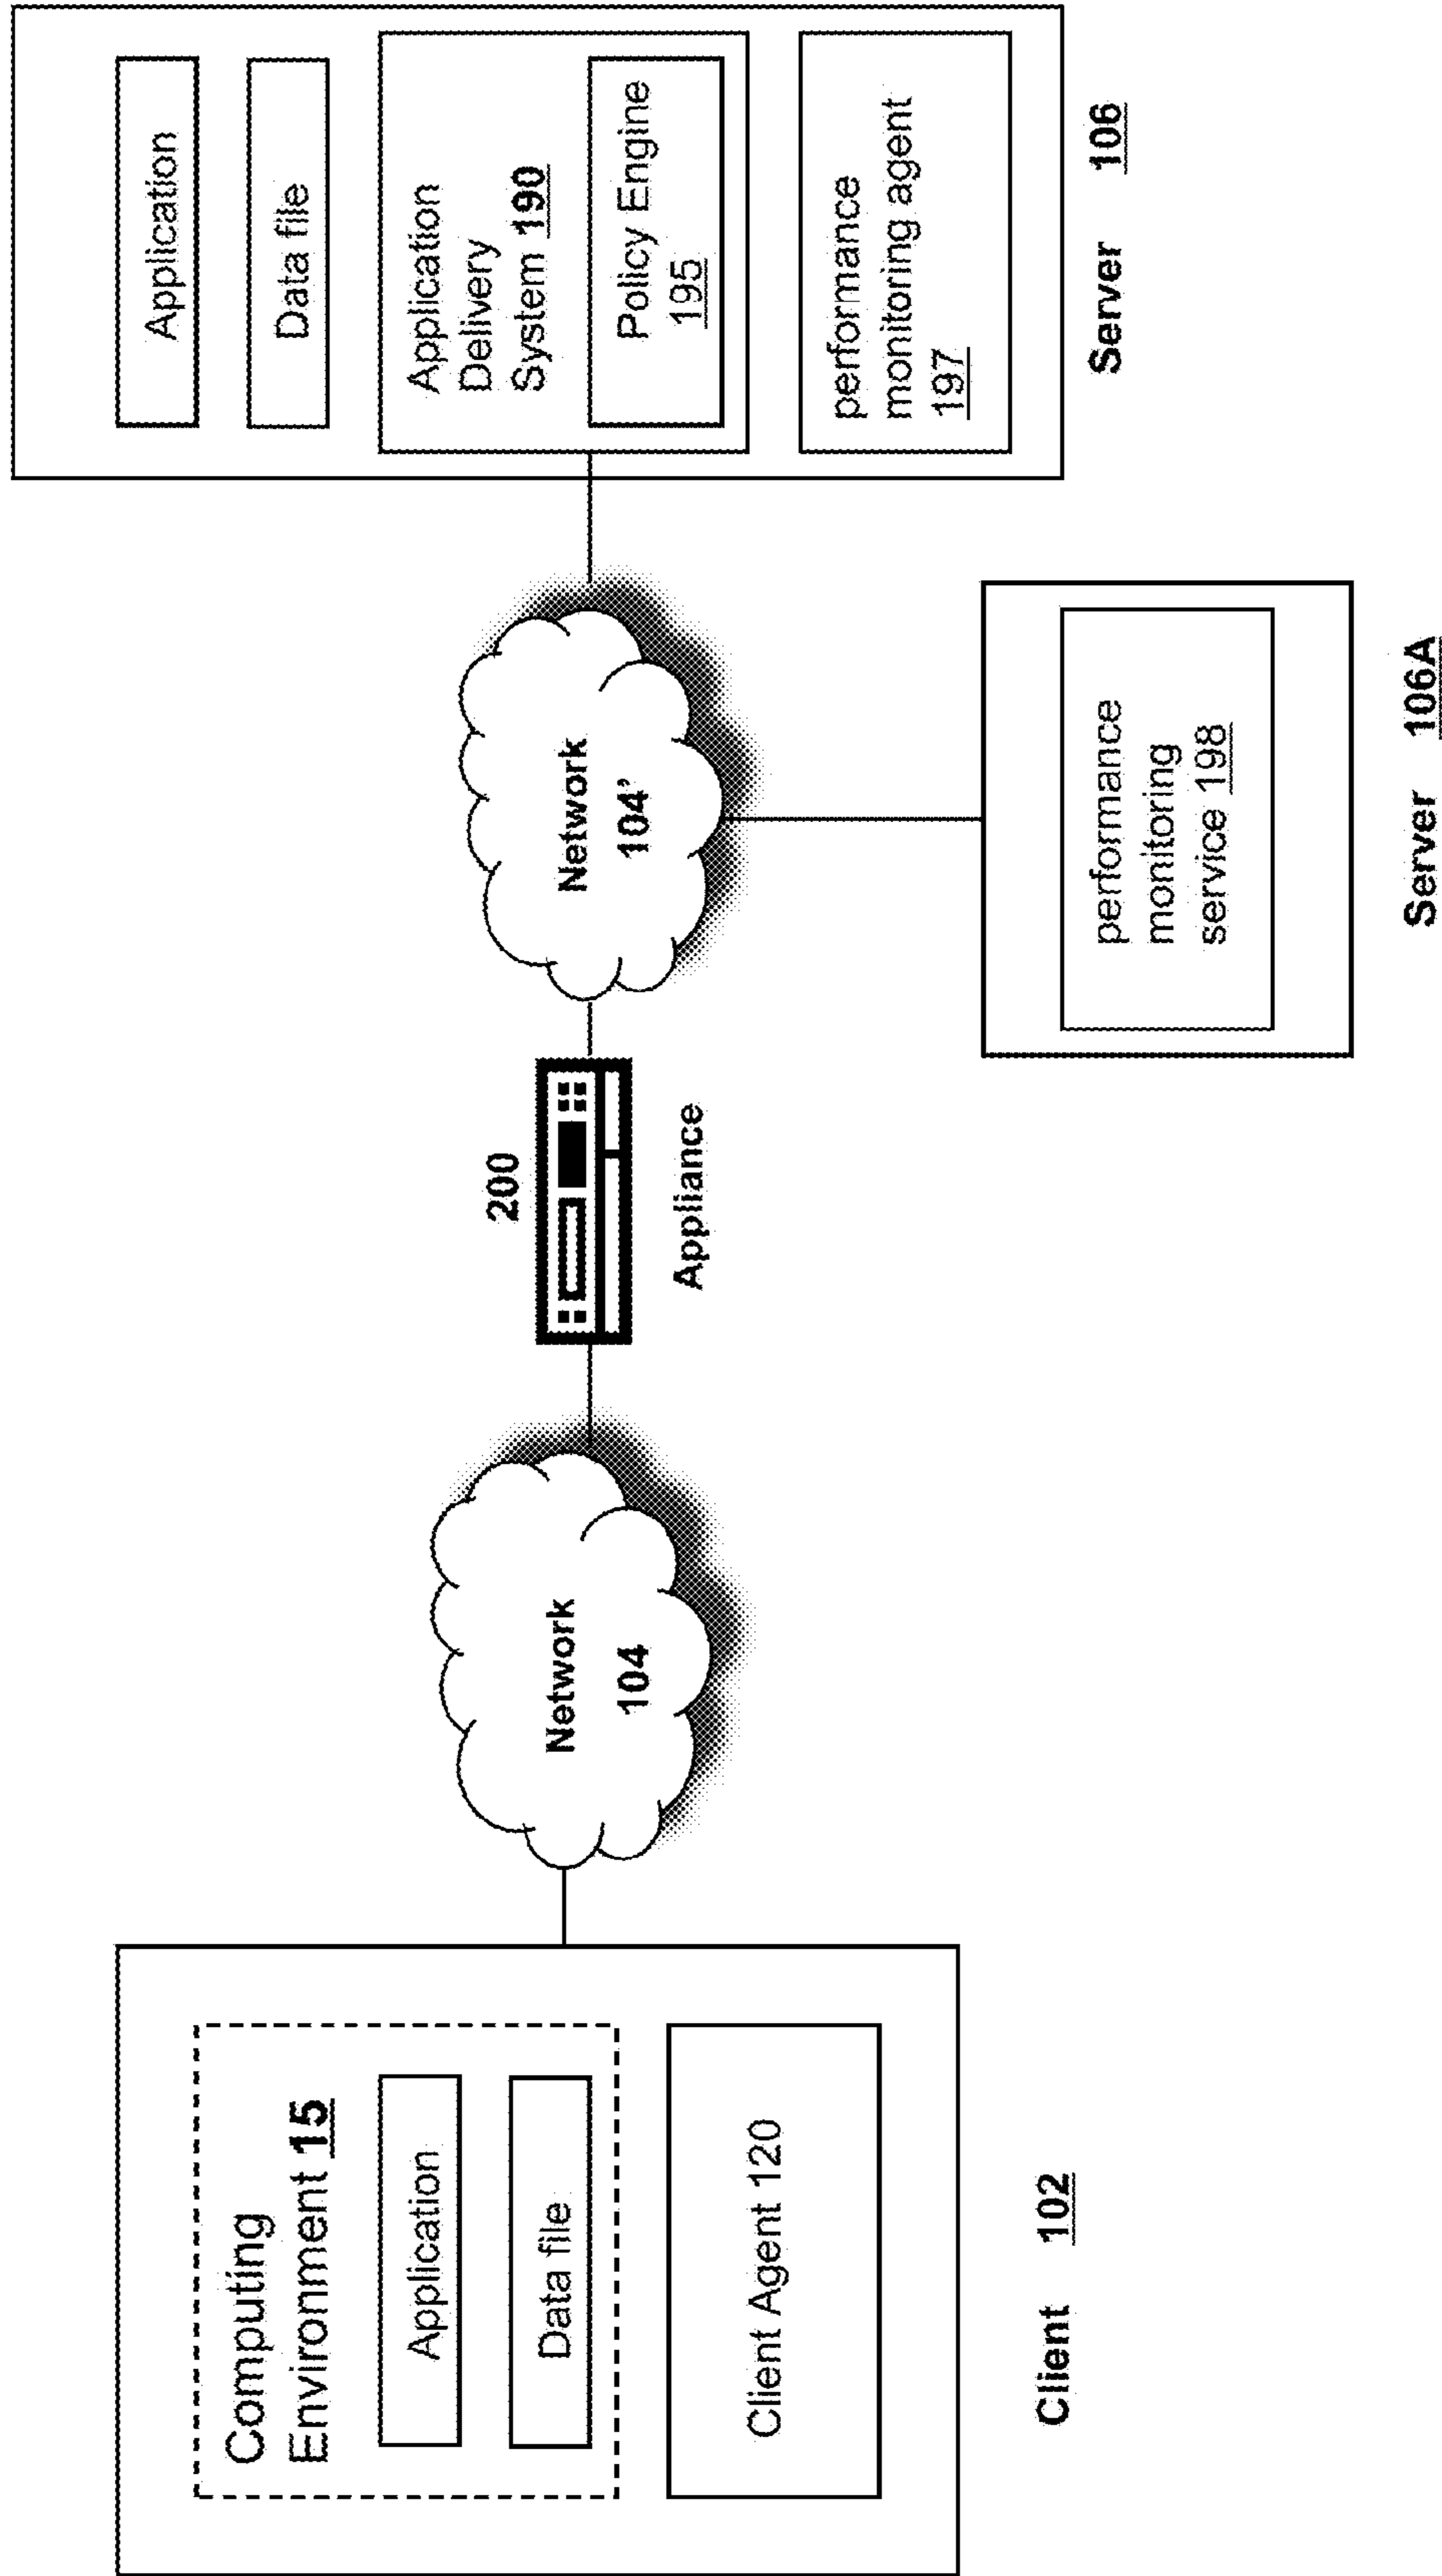 Computing
Environment 15
Application
Data file
Client Agent 120
Client 102
Network
104
200
Appliance
Network
104'
performance
monitoring
service 198
Server 106A
Application
Data file
Application
Delivery
System 190
Policy Engine
195
performance
monitoring agent
197
Server 106